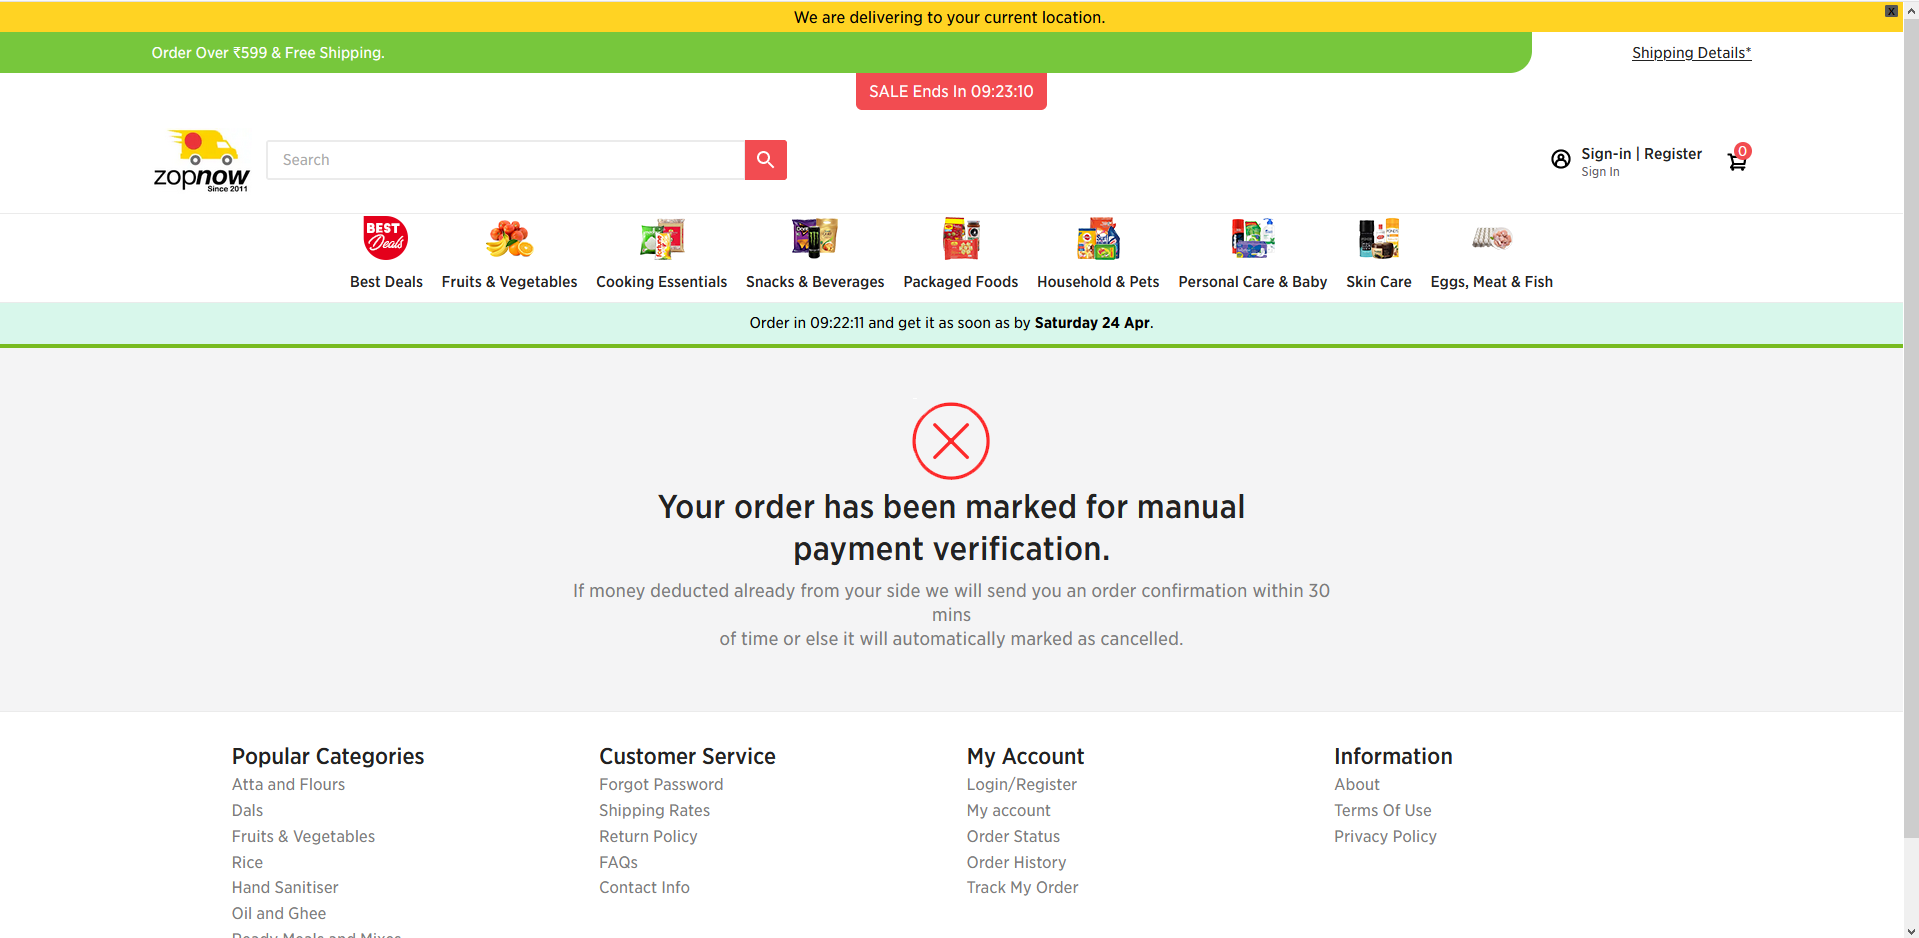 We are delivering to your current location.
X
Order Over ₹599 & Free Shipping.
Shipping Details*
SALE Ends In 09:23:10
zopnow
Since 2011
Search
Sign-in | Register
Sign In
0
BEST
Deals
Best Deals
Fruits & Vegetables
Cooking Essentials
Snacks & Beverages
Packaged Foods
Household & Pets
Personal Care & Baby
Skin Care
Eggs, Meat & Fish
Order in 09:22:11 and get it as soon as by Saturday 24 Apr.
Your order has been marked for manual
payment verification.
If money deducted already from your side we will send you an order confirmation within 30
mins
of time or else it will automatically marked as cancelled.
Popular Categories
Atta and Flours
Dals
Fruits & Vegetables
Rice
Hand Sanitiser
Oil and Ghee
Ready Meals and Mixes
Customer Service
Forgot Password
Shipping Rates
Return Policy
FAQs
Contact Info
My Account
Login/Register
My account
Order Status
Order History
Track My Order
Information
About
Terms Of Use
Privacy Policy